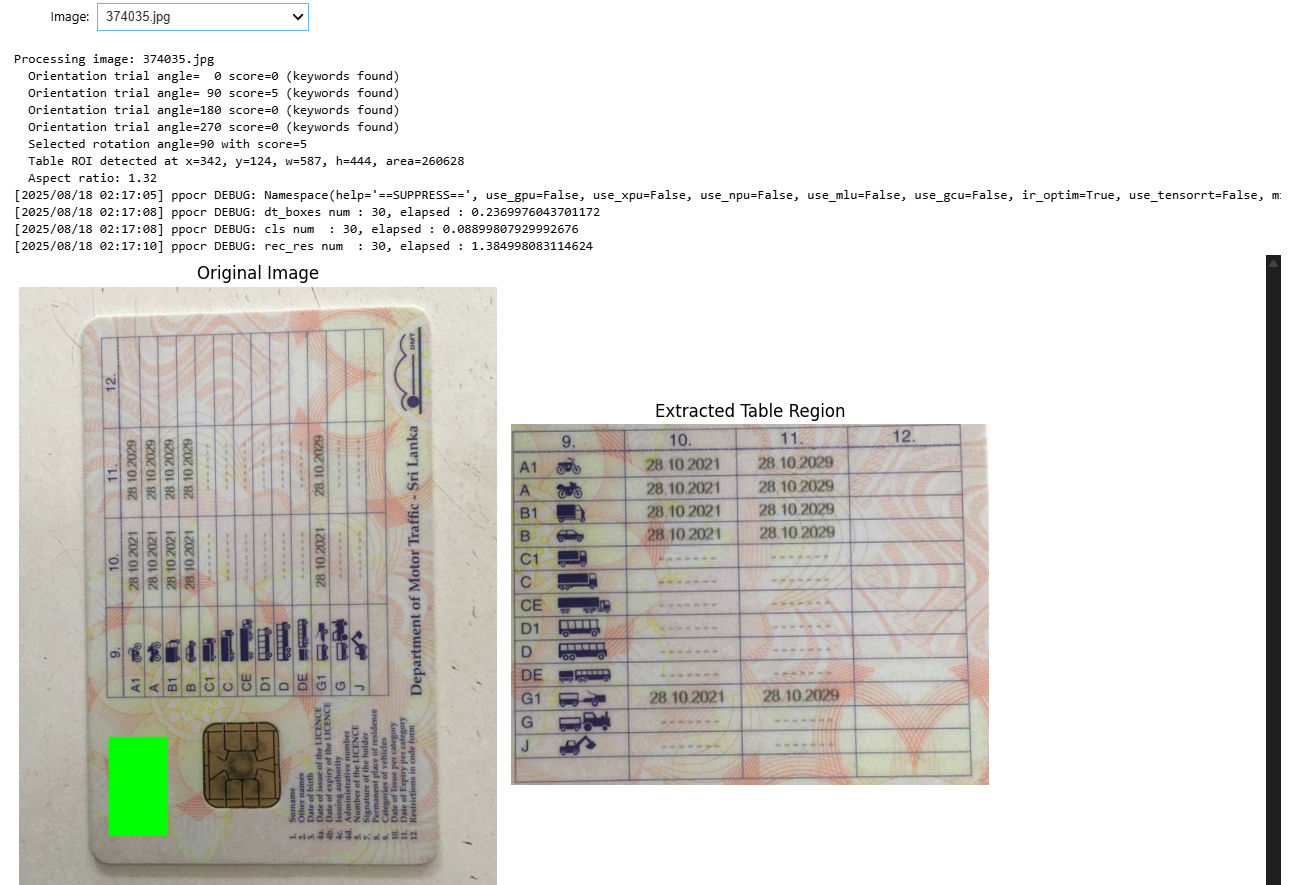 Image: 374035.jpg
Processing image: 374035.jpg
Orientation trial angle=  0 score=0 (keywords found)
Orientation trial angle= 90 score=5 (keywords found)
Orientation trial angle=180 score=0 (keywords found)
Orientation trial angle=270 score=0 (keywords found)
Selected rotation angle=90 with score=5
Table ROI detected at x=342, y=124, w=587, h=444, area=260628
Aspect ratio: 1.32
[2025/08/18 02:17:05] ppocr DEBUG: Namespace(help='==SUPPRESS==', use_gpu=False, use_xpu=False, use_npu=False, use_mlu=False, use_gcu=False, ir_optim=True, use_tensorrt=False, m
[2025/08/18 02:17:08] ppocr DEBUG: dt_boxes num : 30, elapsed : 0.2369976043701172
[2025/08/18 02:17:08] ppocr DEBUG: cls num  : 30, elapsed : 0.08899807929992676
[2025/08/18 02:17:10] ppocr DEBUG: rec_res num  : 30, elapsed : 1.384998083114624
Original Image
9. 10. 11. 12.
A1 28.10.2021 28.10.2029
A 28.10.2021 28.10.2029
B1 28.10.2021 28.10.2029
B 28.10.2021 28.10.2029
C1 -------- --------
C -------- --------
CE -------- --------
D1 -------- --------
D -------- --------
DE -------- --------
G1 28.10.2021 28.10.2029
G -------- --------
J -------- --------
Department of Motor Traffic - Sri Lanka
DMT
1. Surname
2. Other names
3. Date of birth
4a. Date of issue of the LICENCE
4b. Date of expiry of the LICENCE
4c. Issuing authority
4d. Administrative number
5. Number of the LICENCE
7. Signature of the holder
8. Permanent place of residence
9. Categories of vehicles
10. Date of Issue per category
11. Date of Expiry per category
12. Restrictions in code form
Extracted Table Region
9. 10. 11. 12.
A1 28.10.2021 28.10.2029
A 28.10.2021 28.10.2029
B1 28.10.2021 28.10.2029
B 28.10.2021 28.10.2029
C1 -------- --------
C -------- --------
CE -------- --------
D1 -------- --------
D -------- --------
DE -------- --------
G1 28.10.2021 28.10.2029
G -------- --------
J -------- --------